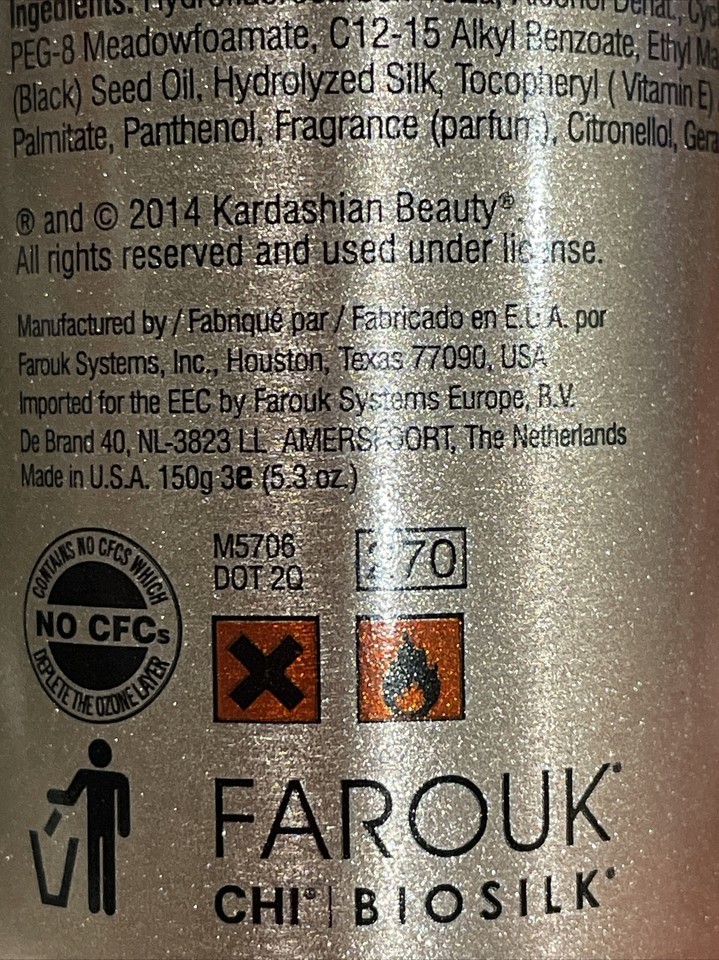 Ingredients:
PEG-8 Meadowfoamate, C12-15 Alkyl Benzoate, Ethyl
(Black) Seed Oil, Hydrolyzed Silk, Tocopheryl ( Vitamin E)
Palmitate, Panthenol, Fragrance (parfum), Citronellol,
® and © 2014 Kardashian Beauty®.
All rights reserved and used under license.
Manufactured by / Fabriqué par / Fabricado en E.U.A. por
Farouk Systems, Inc., Houston, Texas 77090, USA
Imported for the EEC by Farouk Systems Europe, B.V.
De Brand 40, NL-3823 LL AMERSFOORT, The Netherlands
Made in U.S.A. 150g 3e (5.3 oz.)
CONTAINS NO CFCS WHICH
NO CFCs
DEPLETE THE OZONE LAYER
M5706
DOT 2Q
270
FAROUK®
CHI® | BIOSILK®